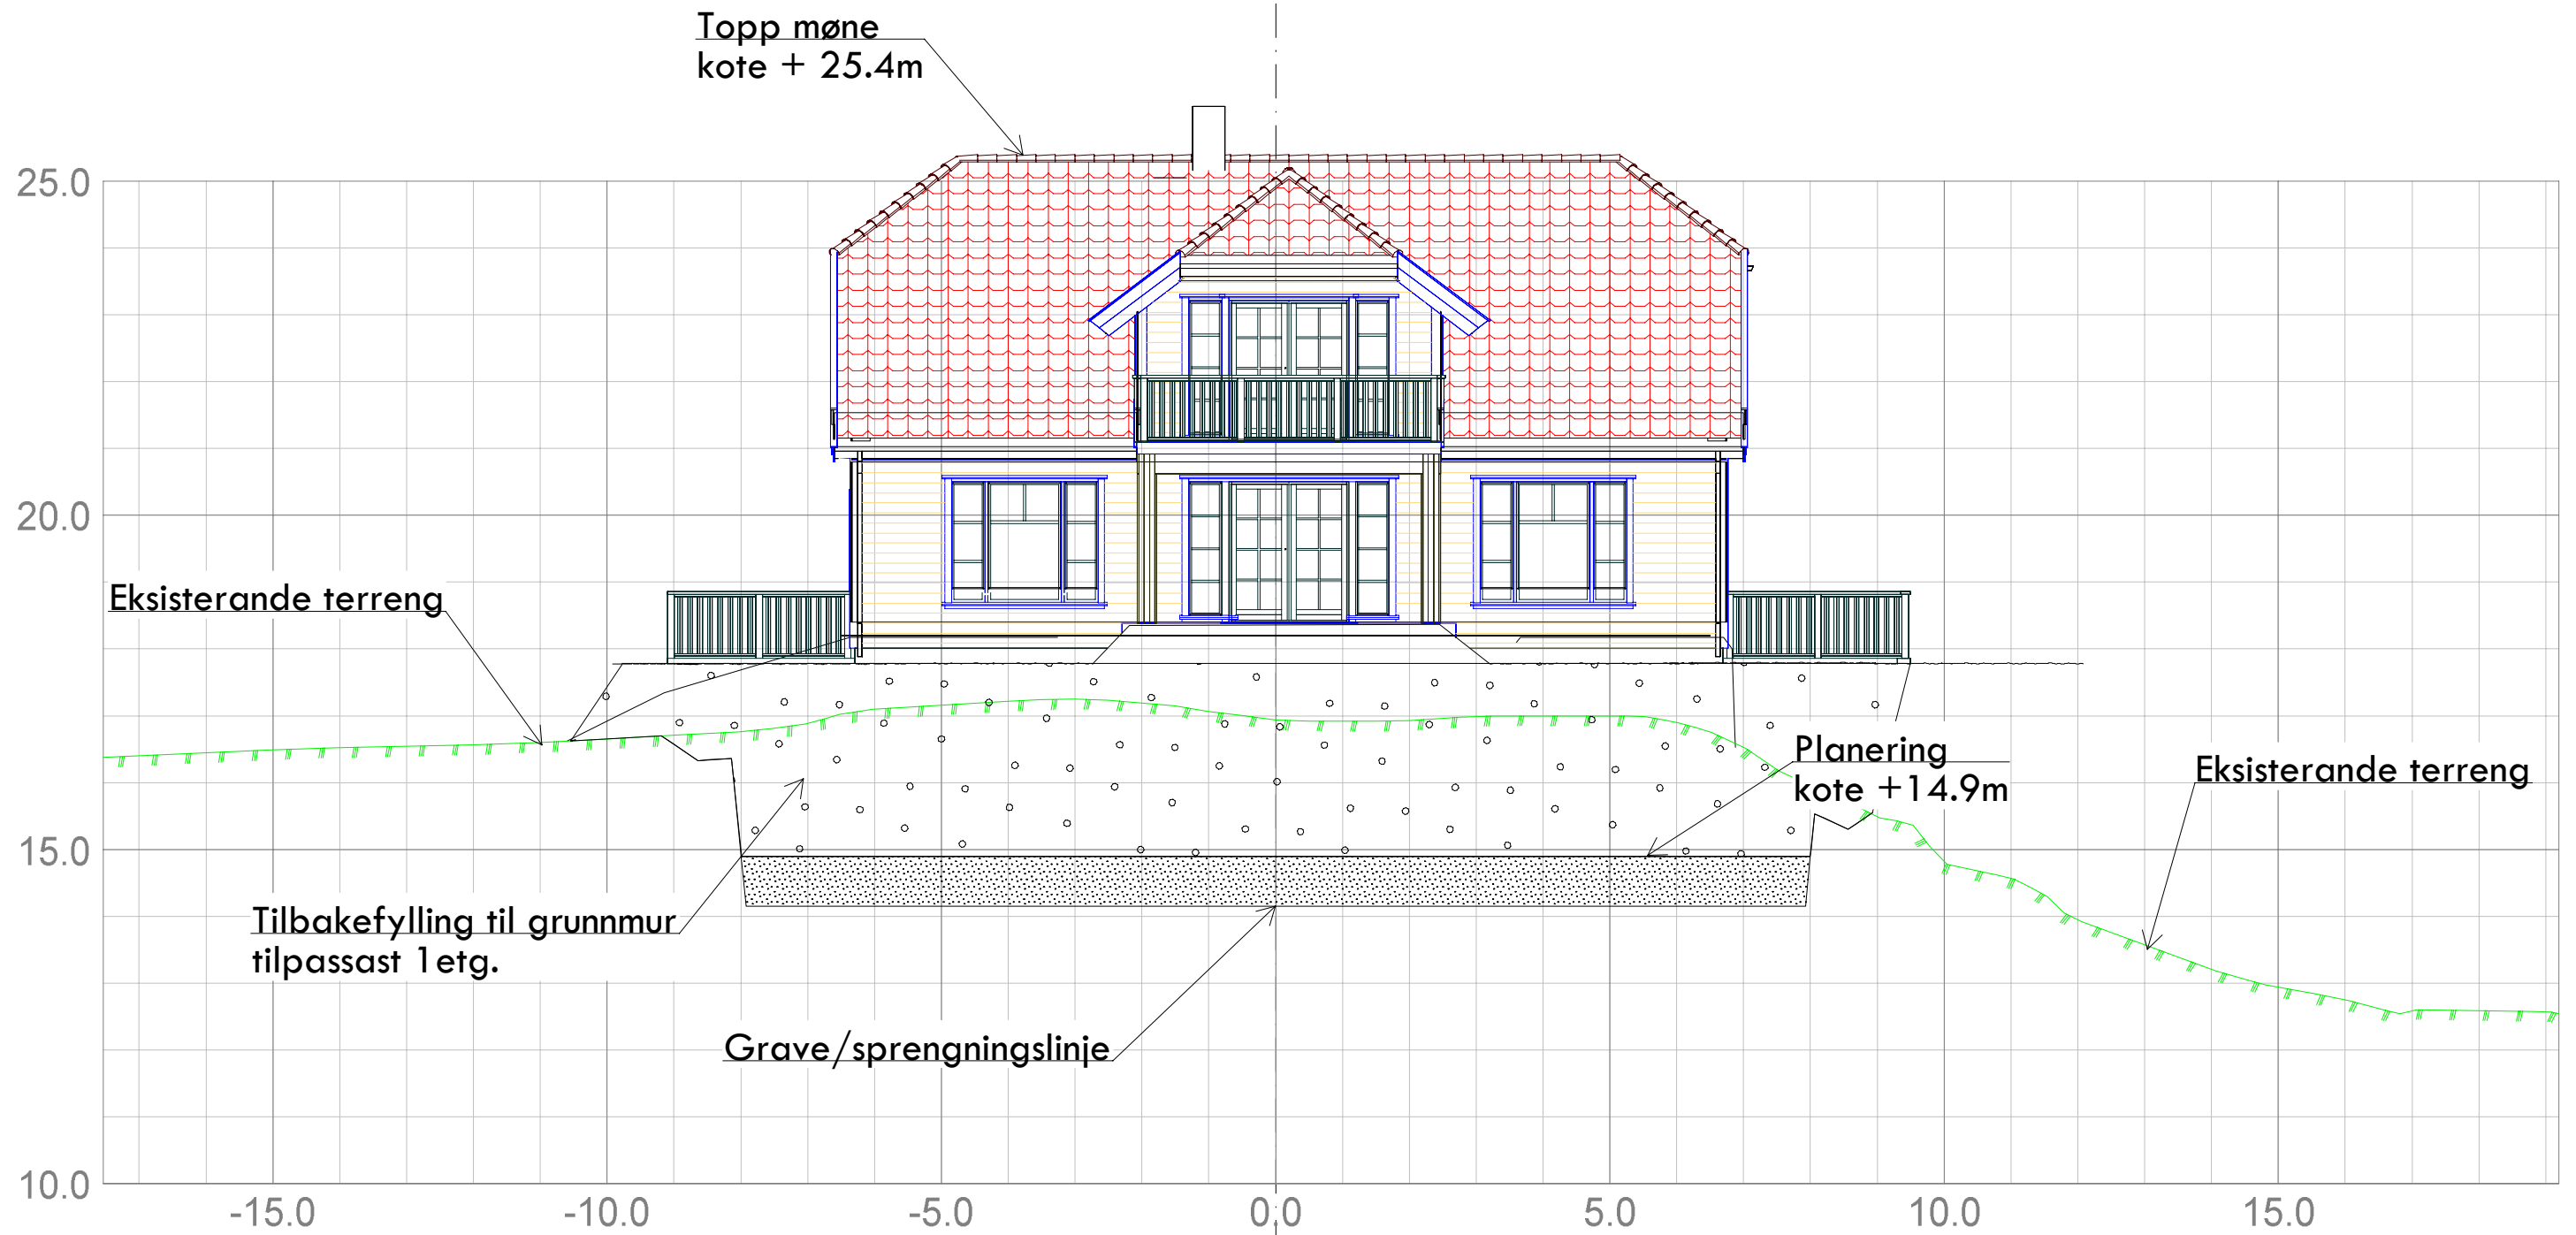 Topp møne
kote + 25.4m
25.0
20.0
Eksisterande terreng
Planering
kote +14.9m
Eksisterande terreng
15.0
Tilbakefylling til grunnmur
tilpassast 1etg.
Grave/sprengningslinje
10.0
-15.0
-10.0
-5.0
0.0
5.0
10.0
15.0